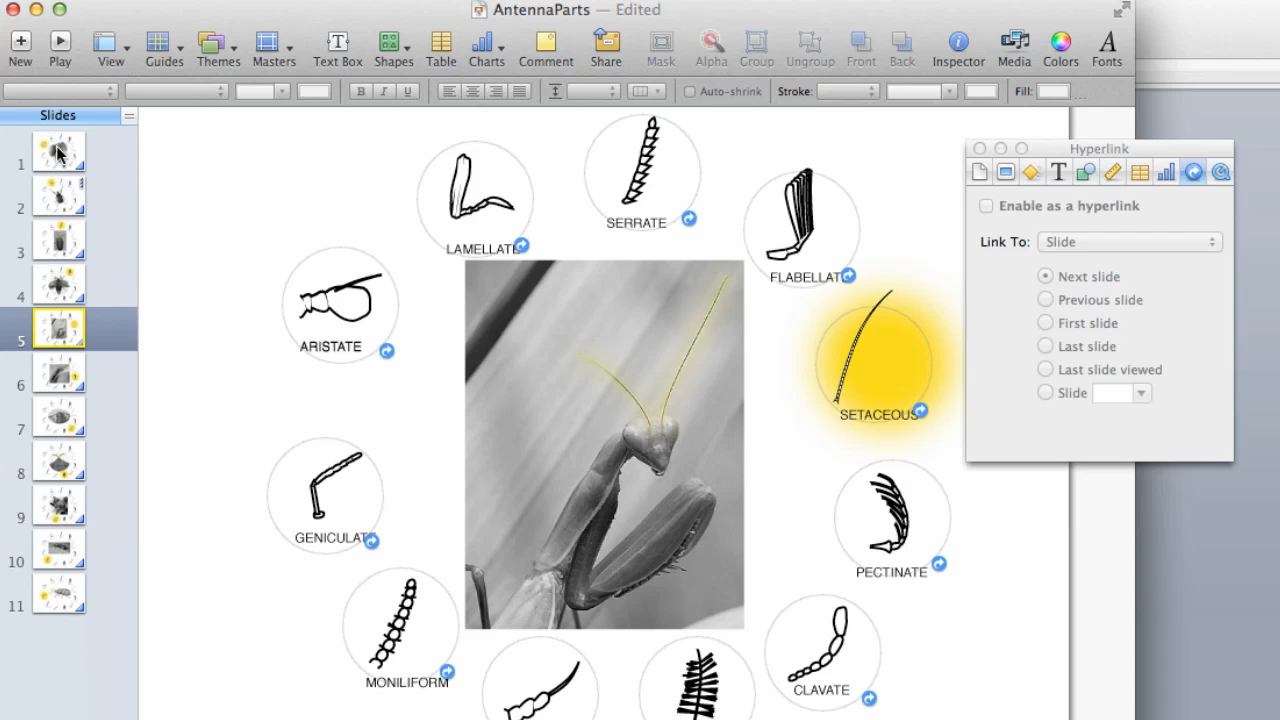 AntennaParts — Edited
New Play View Guides Themes Masters Text Box Shapes Table Charts Comment Share Mask Alpha Group Ungroup Front Back Inspector Media Colors Fonts
B I U Auto-shrink Stroke: Fill:
Slides
1
2
3
4
5
6
7
8
9
10
11
SERRATE
LAMELLATE
FLABELLATE
ARISTATE
SETACEOUS
GENICULATE
PECTINATE
MONILIFORM
CLAVATE
Hyperlink
Enable as a hyperlink
Link To: Slide
Next slide
Previous slide
First slide
Last slide
Last slide viewed
Slide